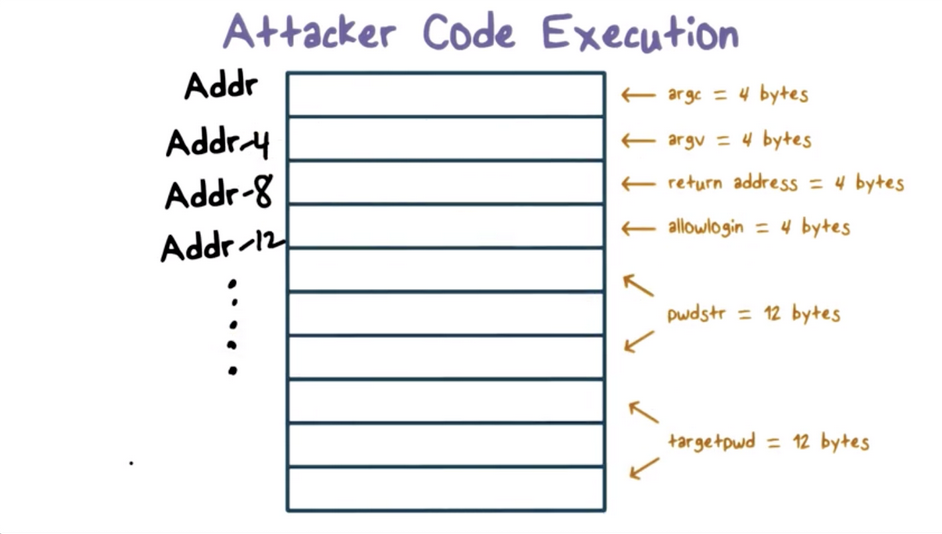 Attacker Code Execution
Addr
← argc = 4 bytes
Addr-4
← argv = 4 bytes
Addr-8
← return address = 4 bytes
Addr-12
← allowlogin = 4 bytes
pwdstr = 12 bytes
targetpwd = 12 bytes